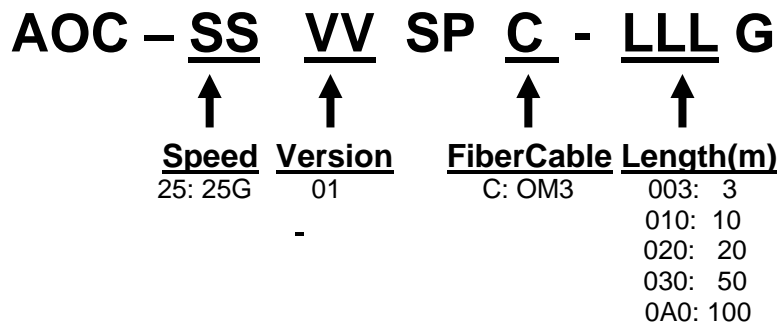 AOC – SS VV SP C - LLL G
Speed Version FiberCable Length(m)
25: 25G 01 C: OM3 003: 3
010: 10
-
020: 20
030: 50
0A0: 100